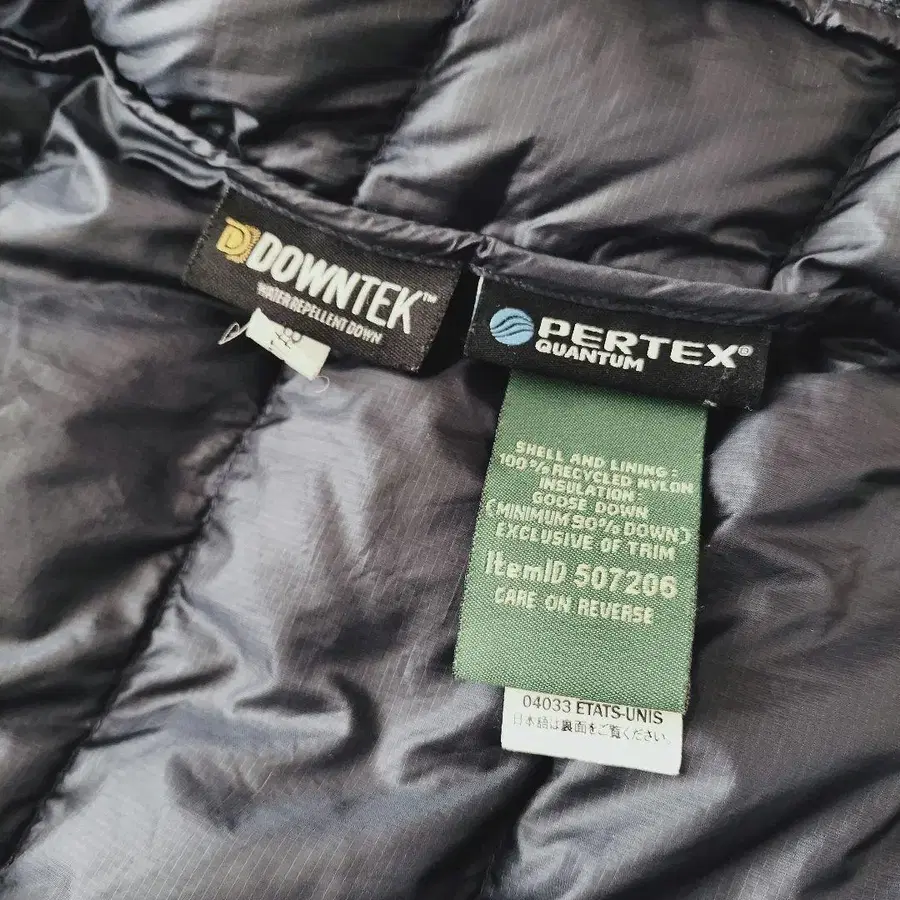 DOWNTEK™
WATER REPELLENT DOWN
PERTEX®
QUANTUM
SHELL AND LINING:
100% RECYCLED NYLON
INSULATION:
GOOSE DOWN
(MINIMUM 90% DOWN)
EXCLUSIVE OF TRIM
ItemID 507206
CARE ON REVERSE
04033 ETATS-UNIS
日本語は裏面をご覧ください